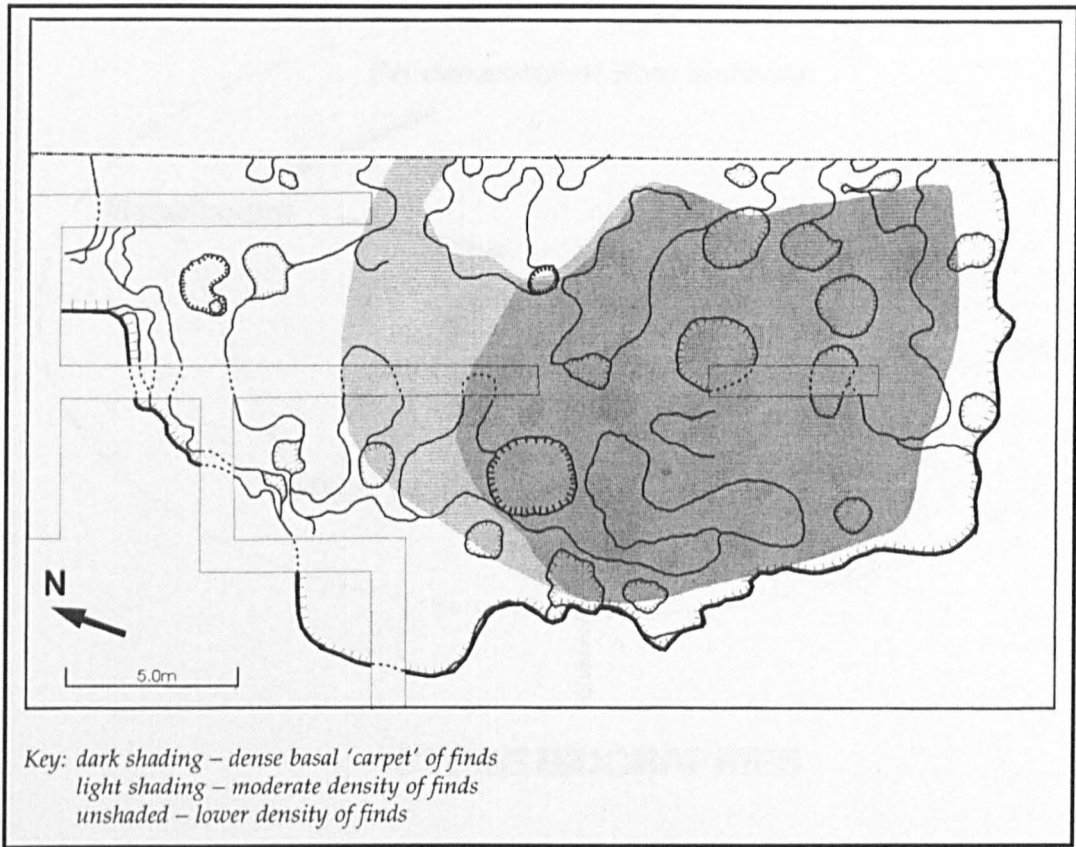 N
5.0m
Key: dark shading – dense basal ‘carpet’ of finds
light shading – moderate density of finds
unshaded – lower density of finds